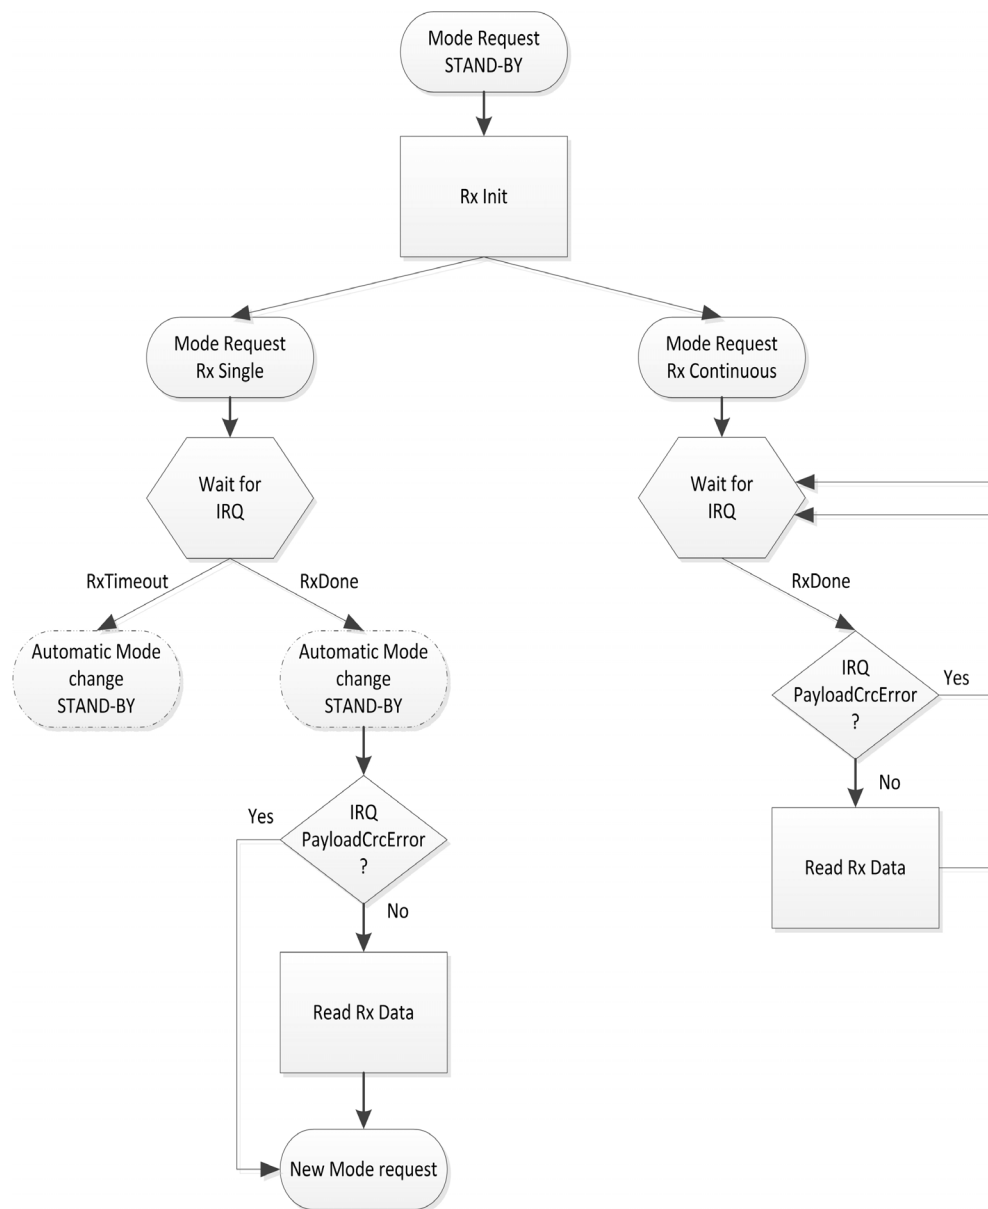 Mode Request
STAND-BY
Rx Init
Mode Request
Rx Single
Mode Request
Rx Continuous
Wait for
IRQ
Wait for
IRQ
RxTimeout
RxDone
RxDone
Automatic Mode
change
STAND-BY
Automatic Mode
change
STAND-BY
IRQ
PayloadCrcError
?
Yes
No
Yes
IRQ
PayloadCrcError
?
No
Read Rx Data
Read Rx Data
New Mode request